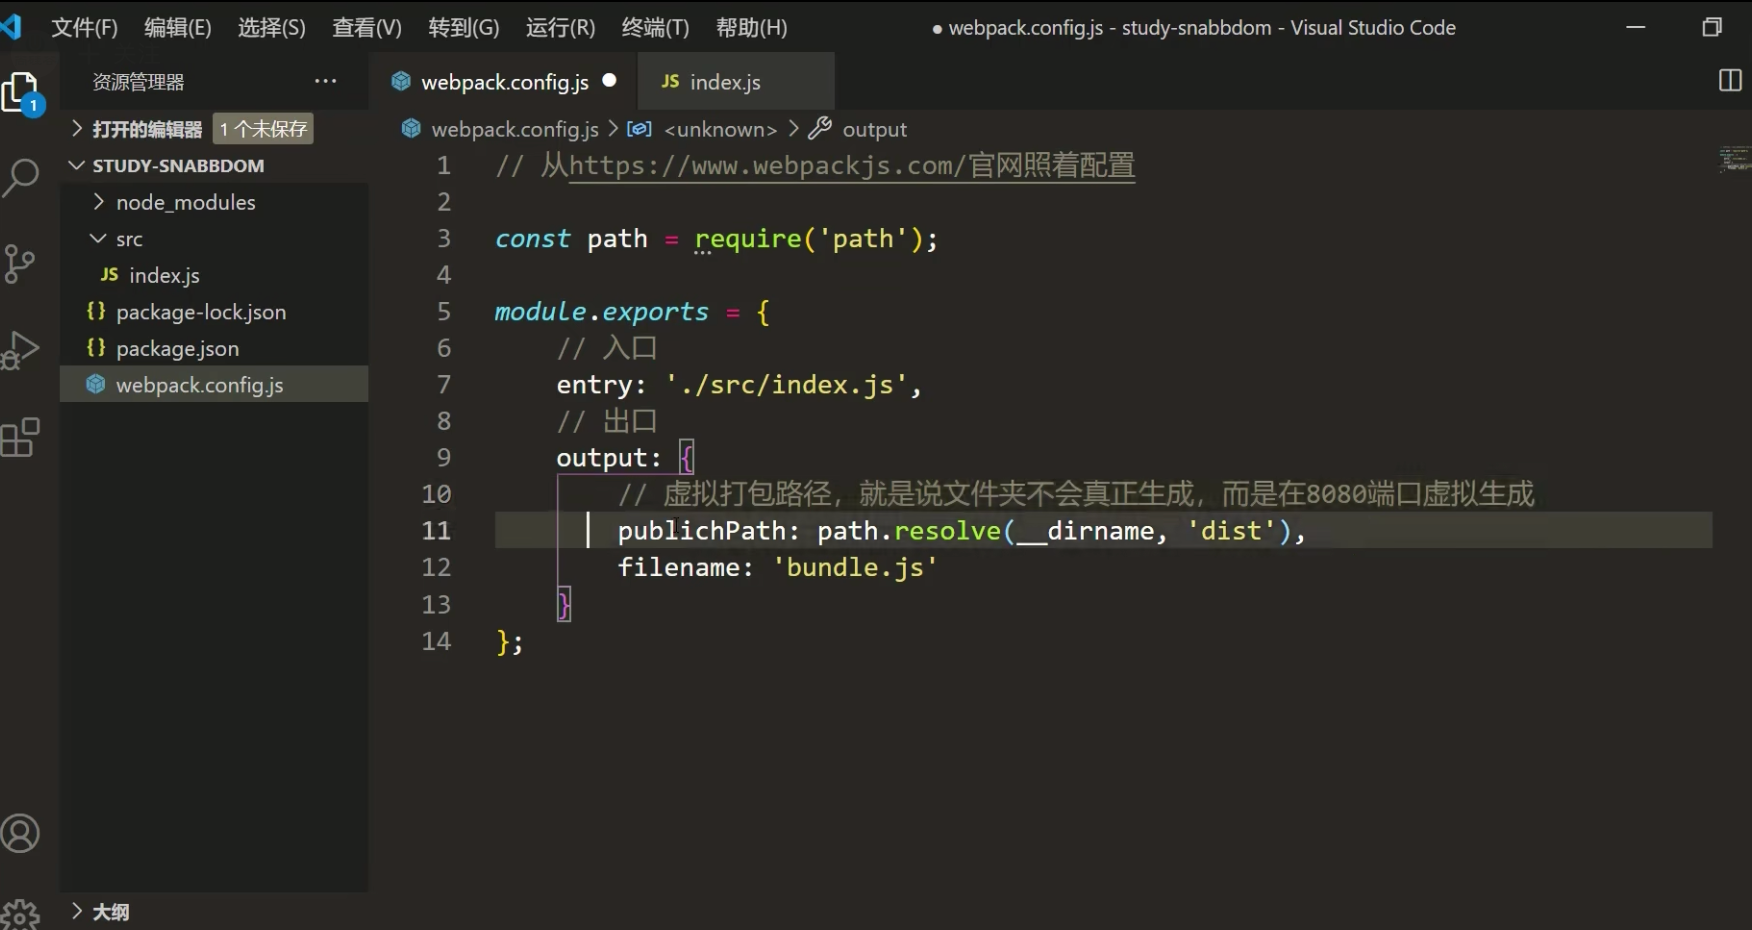 文件(F) 编辑(E) 选择(S) 查看(V) 转到(G) 运行(R) 终端(T) 帮助(H) ● webpack.config.js - study-snabbdom - Visual Studio Code
资源管理器 ···
1
打开的编辑器 1 个未保存
STUDY-SNABBDOM
node_modules
src
JS index.js
{} package-lock.json
{} package.json
webpack.config.js
大纲
webpack.config.js ● JS index.js
webpack.config.js > <unknown> > output
1 // 从https://www.webpackjs.com/官网照着配置
2
3 const path = require('path');
4
5 module.exports = {
6 // 入口
7 entry: './src/index.js',
8 // 出口
9 output: {
10 // 虚拟打包路径，就是说文件夹不会真正生成，而是在8080端口虚拟生成
11 publichPath: path.resolve(__dirname, 'dist'),
12 filename: 'bundle.js'
13 }
14 };